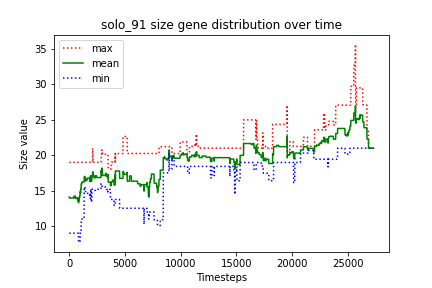 solo_91 size gene distribution over time
max
mean
min
Size value
35
30
25
20
15
10
0 5000 10000 15000 20000 25000
Timesteps